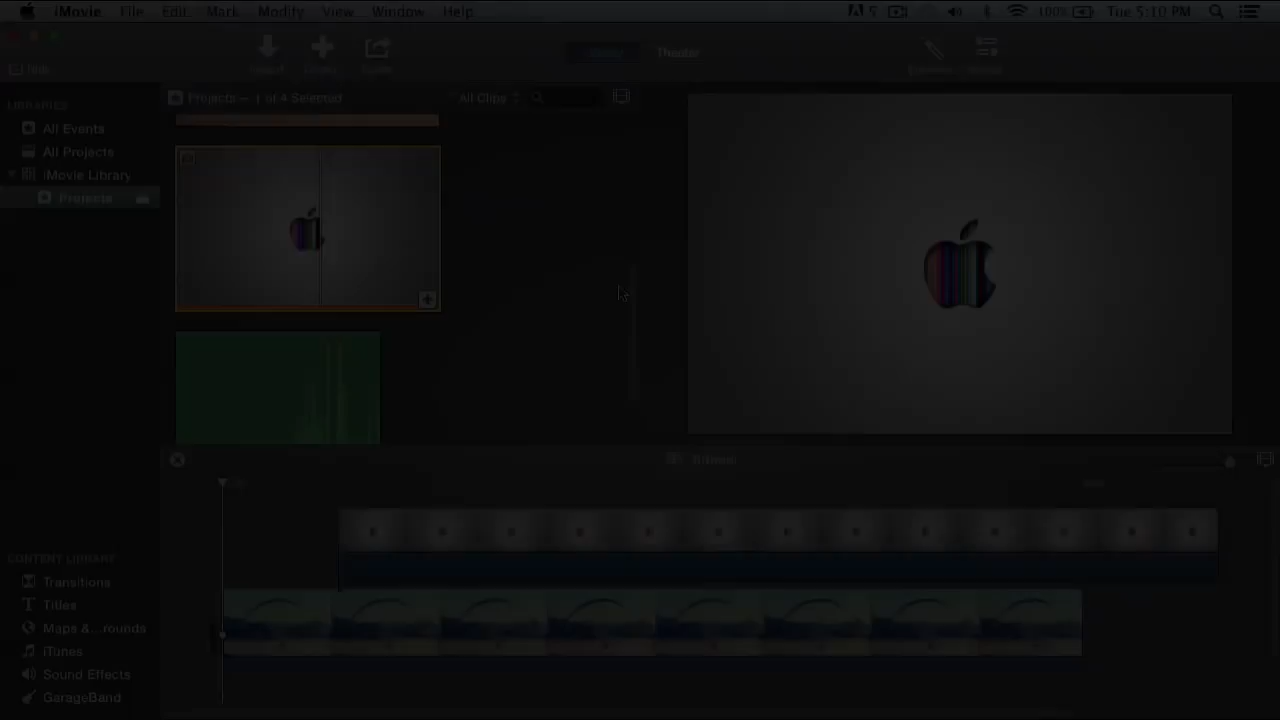 iMovie File Edit Mark Modify View Window Help 5 100% Tue 5:10 PM
Library Theater
LIBRARIES
Projects — 1 of 4 Selected All Clips
All Events
All Projects
iMovie Library
Projects
CONTENT LIBRARY
Transitions
Titles
Maps &...rounds
iTunes
Sound Effects
GarageBand